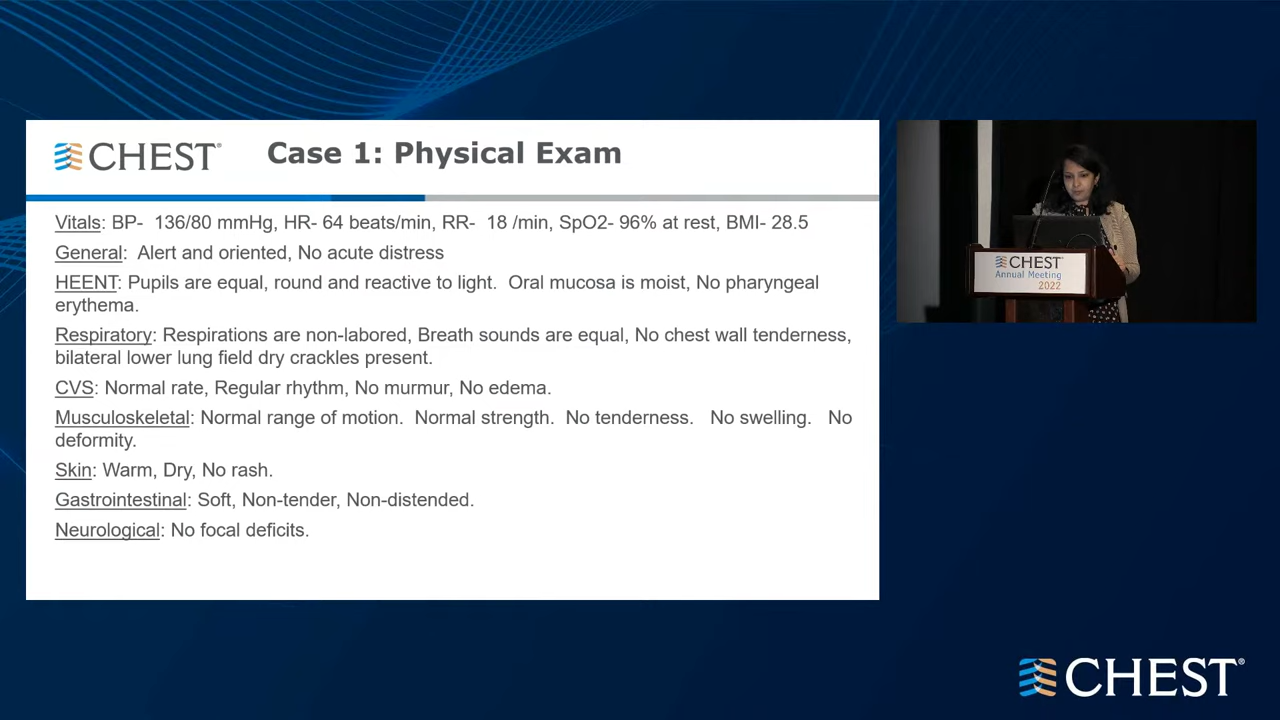 CHEST®
Case 1: Physical Exam
Vitals: BP- 136/80 mmHg, HR- 64 beats/min, RR- 18 /min, SpO2- 96% at rest, BMI- 28.5
General: Alert and oriented, No acute distress
HEENT: Pupils are equal, round and reactive to light. Oral mucosa is moist, No pharyngeal
erythema.
Respiratory: Respirations are non-labored, Breath sounds are equal, No chest wall tenderness,
bilateral lower lung field dry crackles present.
CVS: Normal rate, Regular rhythm, No murmur, No edema.
Musculoskeletal: Normal range of motion. Normal strength. No tenderness. No swelling. No
deformity.
Skin: Warm, Dry, No rash.
Gastrointestinal: Soft, Non-tender, Non-distended.
Neurological: No focal deficits.
CHEST
Annual Meeting
2022
CHEST®